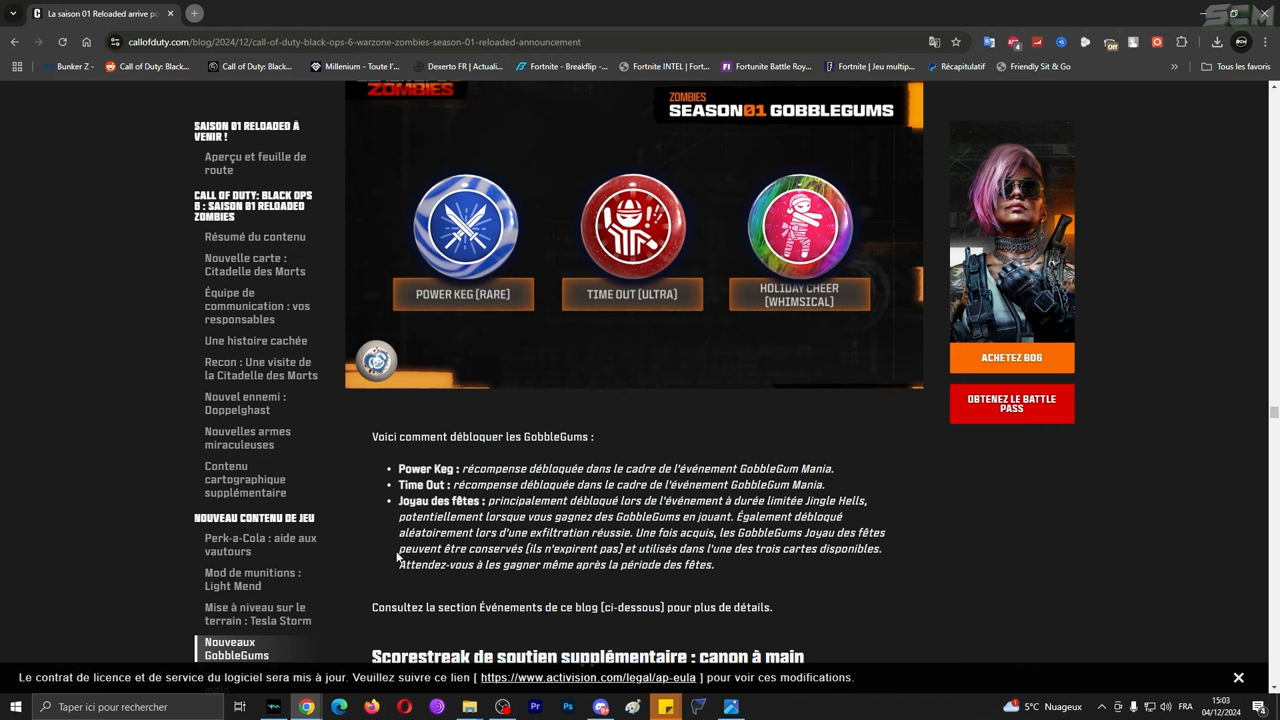 La saison 01 Reloaded arrive po
callofduty.com/blog/2024/12/call-of-duty-black-ops-6-warzone-zombies-season-01-reloaded-announcement
Bunker Z -
Call of Duty: Black...
Call of Duty: Black...
Millenium - Toute l'...
Dexerto FR | Actuali...
Fortnite - Breakflip -...
Fortnite INTEL | Fort...
Fortunite Battle Roy...
Fortnite | Jeu multip...
Récapitulatif
Friendly Sit & Go
»
Tous les favoris
SAISON 01 RELOADED À
VENIR !
Aperçu et feuille de
route
CALL OF DUTY: BLACK OPS
6 : SAISON 01 RELOADED
ZOMBIES
Résumé du contenu
Nouvelle carte :
Citadelle des Morts
Équipe de
communication : vos
responsables
Une histoire cachée
Recon : Une visite de
la Citadelle des Morts
Nouvel ennemi :
Doppelghast
Nouvelles armes
miraculeuses
Contenu
cartographique
supplémentaire
NOUVEAU CONTENU DE JEU
Perk-a-Cola : aide aux
vautours
Mod de munitions :
Light Mend
Mise à niveau sur le
terrain : Tesla Storm
Nouveaux
GobbleGums
ZOMBIES
ZOMBIES
SEASON01 GOBBLEGUMS
POWER KEG (RARE)
TIME OUT (ULTRA)
HOLIDAY CHEER
(WHIMSICAL)
Voici comment débloquer les GobbleGums :
• Power Keg : récompense débloquée dans le cadre de l'événement GobbleGum Mania.
• Time Out : récompense débloquée dans le cadre de l'événement GobbleGum Mania.
• Joyau des fêtes : principalement débloqué lors de l'événement à durée limitée Jingle Hells,
potentiellement lorsque vous gagnez des GobbleGums en jouant. Également débloqué
aléatoirement lors d'une exfiltration réussie. Une fois acquis, les GobbleGums Joyau des fêtes
peuvent être conservés (ils n'expirent pas) et utilisés dans l'une des trois cartes disponibles.
Attendez-vous à les gagner même après la période des fêtes.
Consultez la section Événements de ce blog (ci-dessous) pour plus de détails.
Scorestreak de soutien supplémentaire : canon à main
ACHETEZ BO6
OBTENEZ LE BATTLE
PASS
Le contrat de licence et de service du logiciel sera mis à jour. Veuillez suivre ce lien [ https://www.activision.com/legal/ap-eula ] pour voir ces modifications.
Taper ici pour rechercher
5°C Nuageux
15:03
04/12/2024